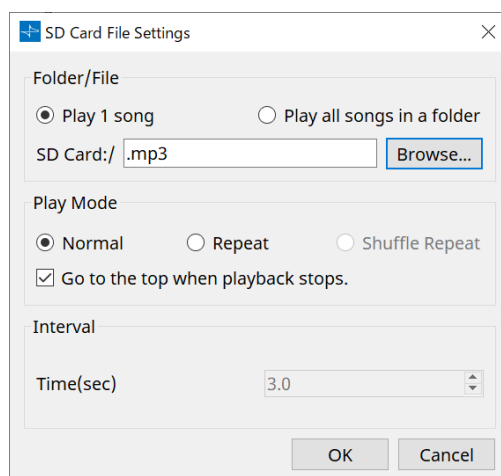 SD Card File Settings
Folder/File
Play 1 song Play all songs in a folder
SD Card:/ .mp3 Browse...
Play Mode
Normal Repeat Shuffle Repeat
Go to the top when playback stops.
Interval
Time(sec) 3.0
OK Cancel